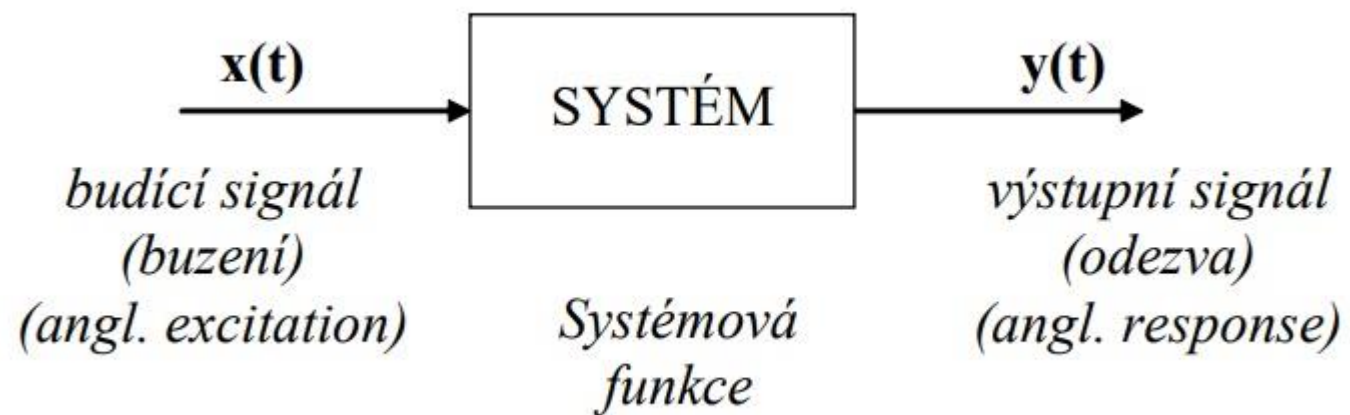 x(t)
SYSTÉM
y(t)
budící signál
(buzení)
(angl. excitation)
Systémová
funkce
výstupní signál
(odezva)
(angl. response)